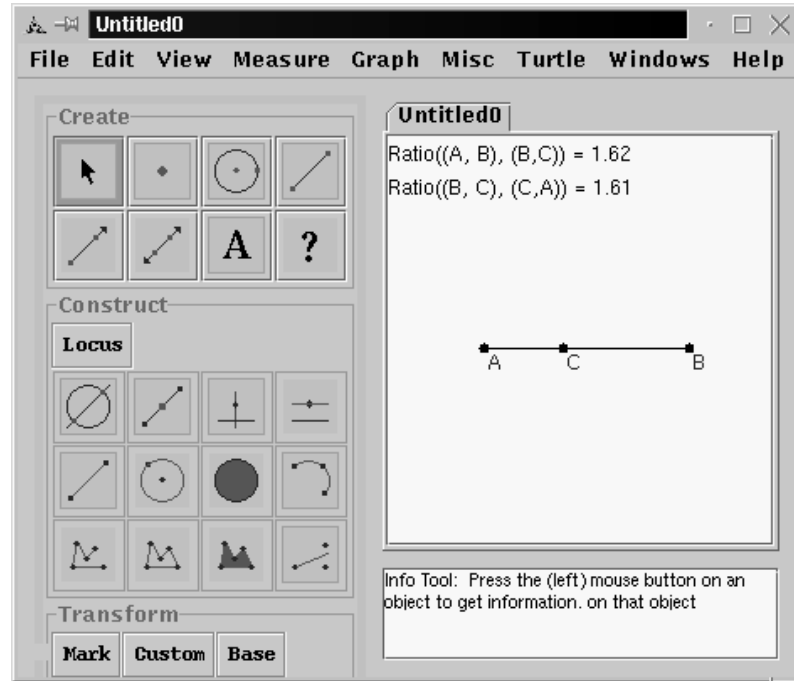 Untitled0
File Edit View Measure Graph Misc Turtle Windows Help
Create
A ?
Construct
Locus
Transform
Mark Custom Base
Untitled0
Ratio((A, B), (B,C)) = 1.62
Ratio((B, C), (C,A)) = 1.61
A C B
Info Tool: Press the (left) mouse button on an
object to get information. on that object